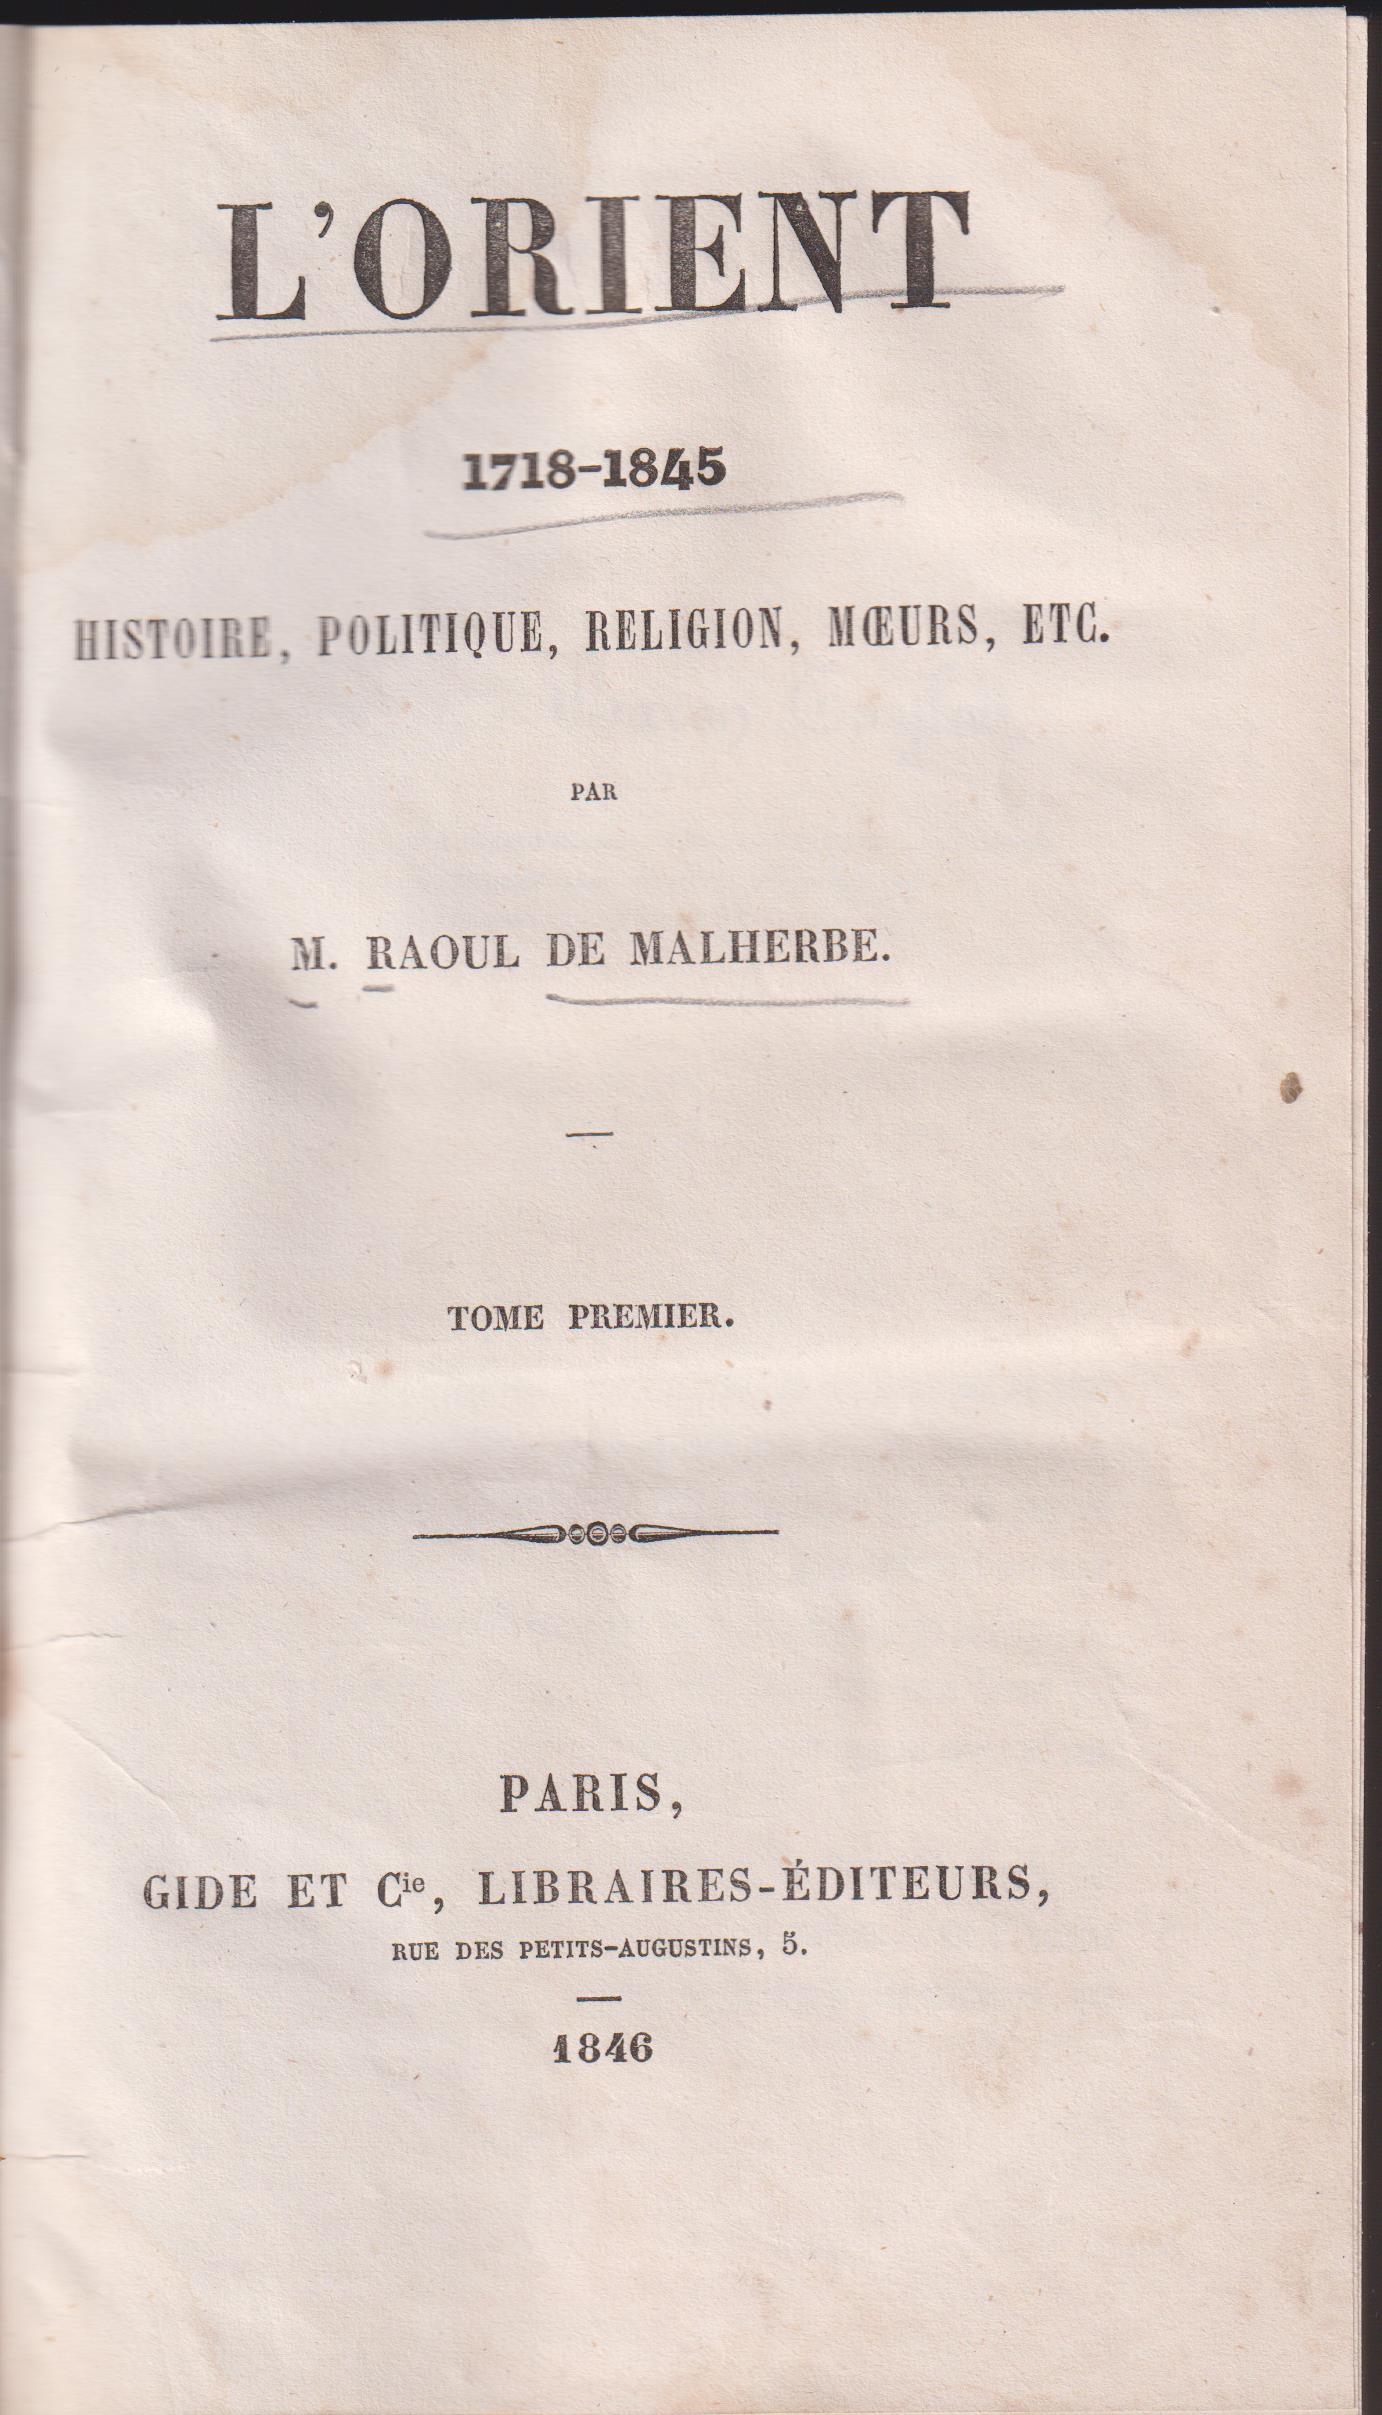 L'ORIENT
1718-1845
HISTOIRE, POLITIQUE, RELIGION, MŒURS, ETC.
PAR
M. RAOUL DE MALHERBE.
TOME PREMIER.
PARIS,
GIDE ET Cie, LIBRAIRES-ÉDITEURS,
RUE DES PETITS-AUGUSTINS, 5.
1846